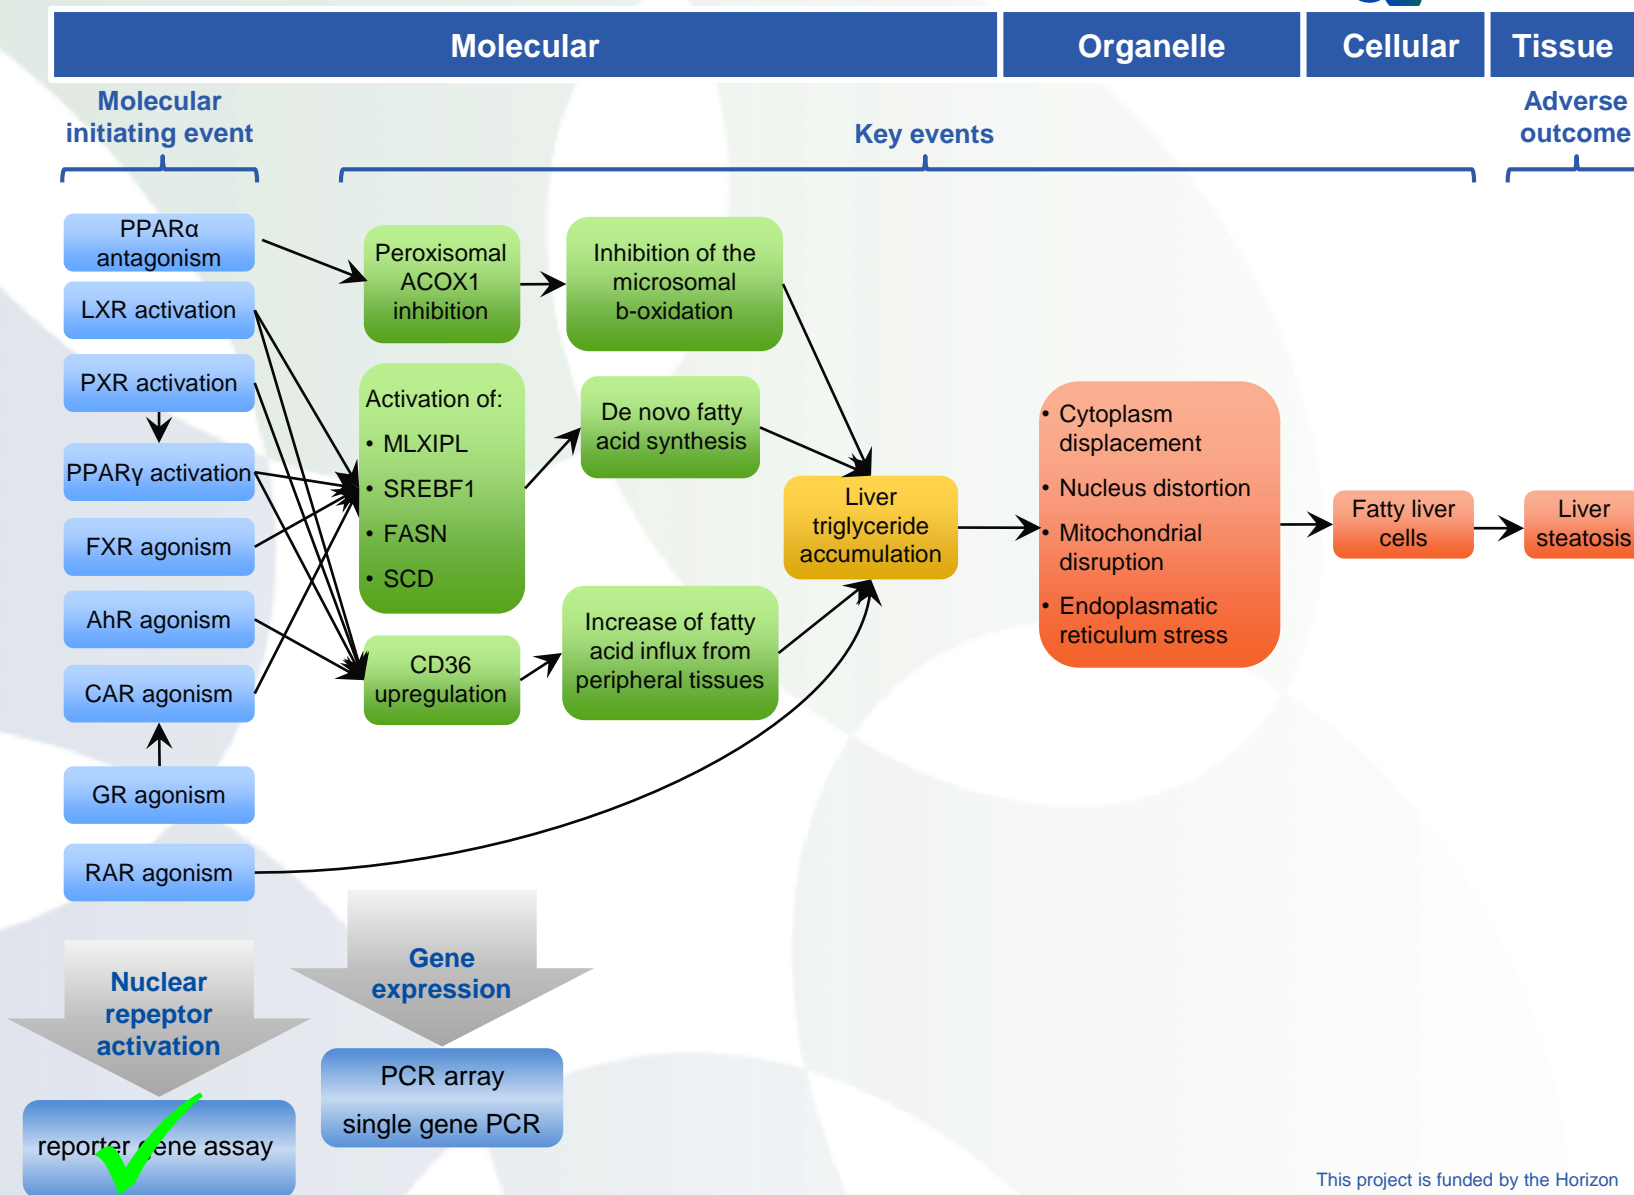 Molecular
Organelle
Cellular
Tissue
Molecular
initiating event
Key events
Adverse
outcome
PPARα
antagonism
LXR activation
PXR activation
PPARγ activation
FXR agonism
AhR agonism
CAR agonism
GR agonism
RAR agonism
Peroxisomal
ACOX1
inhibition
Inhibition of the
microsomal
b-oxidation
Activation of:
• MLXIPL
• SREBF1
• FASN
• SCD
De novo fatty
acid synthesis
CD36
upregulation
Increase of fatty
acid influx from
peripheral tissues
Liver
triglyceride
accumulation
• Cytoplasm
displacement
• Nucleus distortion
• Mitochondrial
disruption
• Endoplasmatic
reticulum stress
Fatty liver
cells
Liver
steatosis
Nuclear
repeptor
activation
Gene
expression
reporter gene assay
PCR array
single gene PCR
This project is funded by the Horizon